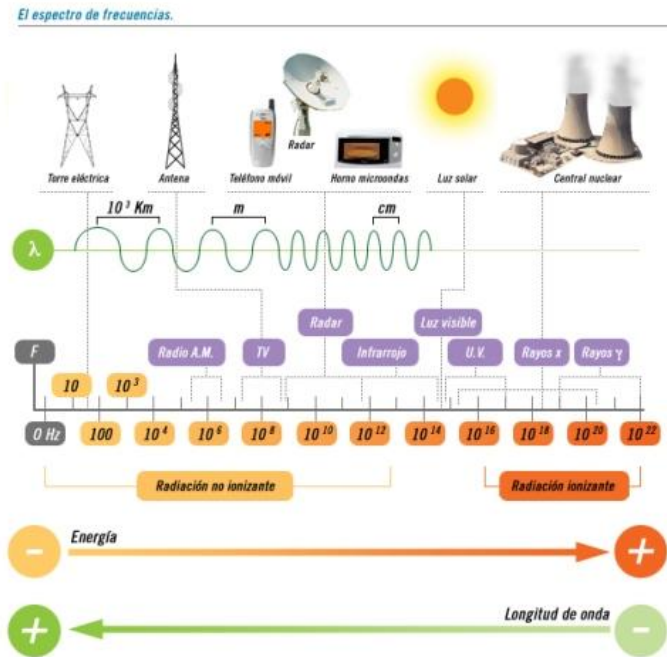 El espectro de frecuencias.
Radar
Torre eléctrica
Antena
Teléfono móvil
Horno microondas
Luz solar
Central nuclear
10³ Km
m
cm
λ
Radar
Luz visible
F
Radio A.M.
TV
Infrarrojo
U.V.
Rayos x
Rayos γ
10
10³
0 Hz
100
10⁴
10⁶
10⁸
10¹⁰
10¹²
10¹⁴
10¹⁶
10¹⁸
10²⁰
10²²
Radiación no ionizante
Radiación ionizante
Energía
- +
Longitud de onda
+ -